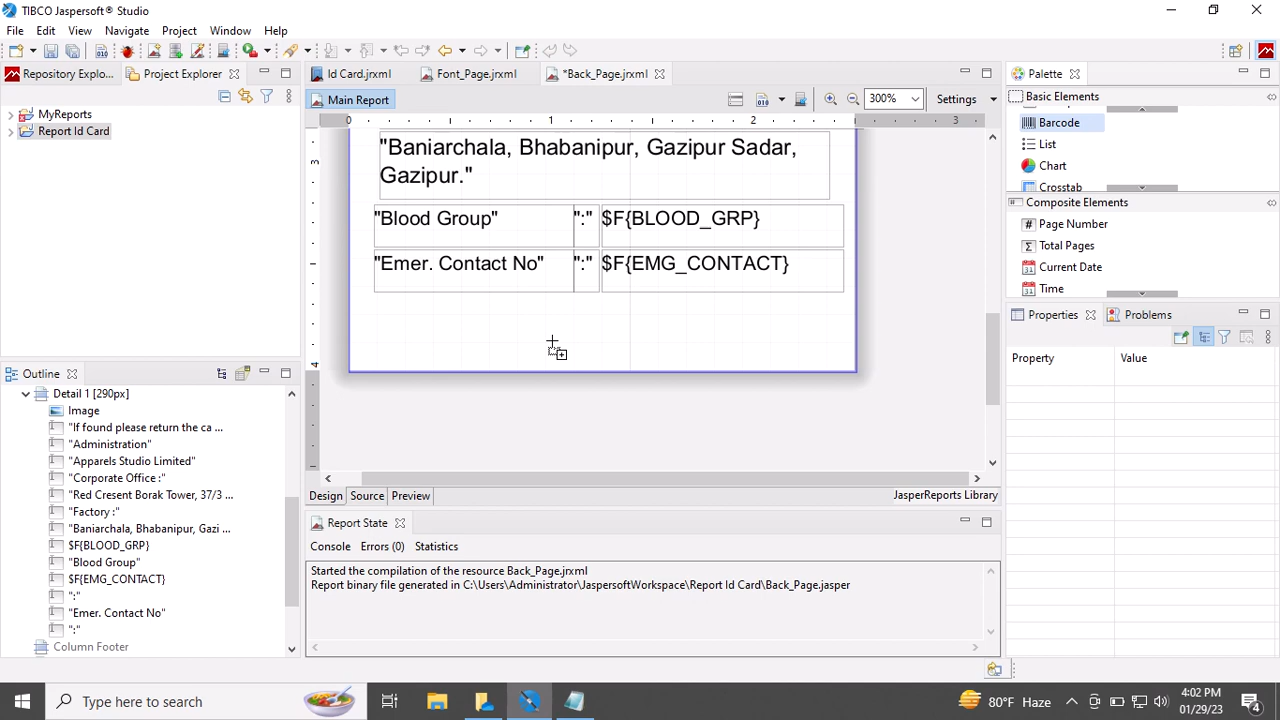 TIBCO Jaspersoft® Studio
File Edit View Navigate Project Window Help
Repository Explo... Project Explorer
MyReports
Report Id Card
Id Card.jrxml Font_Page.jrxml *Back_Page.jrxml
Main Report 300% Settings
0 1 2 3
3
4
"Baniarchala, Bhabanipur, Gazipur Sadar,
Gazipur."
"Blood Group" ":" $F{BLOOD_GRP}
"Emer. Contact No" ":" $F{EMG_CONTACT}
Design Source Preview JasperReports Library
Palette
Basic Elements
Barcode
List
Chart
Crosstab
Composite Elements
Page Number
Total Pages
Current Date
Time
Properties Problems
Property Value
Outline
Detail 1 [290px]
Image
"If found please return the ca ...
"Administration"
"Apparels Studio Limited"
"Corporate Office :"
"Red Cresent Borak Tower, 37/3 ...
"Factory :"
"Baniarchala, Bhabanipur, Gazi ...
$F{BLOOD_GRP}
"Blood Group"
$F{EMG_CONTACT}
":"
"Emer. Contact No"
":"
Column Footer
Report State
Console Errors (0) Statistics
Started the compilation of the resource Back_Page.jrxml
Report binary file generated in C:\Users\Administrator\JaspersoftWorkspace\Report Id Card\Back_Page.jasper
Type here to search
80°F Haze
4:02 PM
01/29/23
4